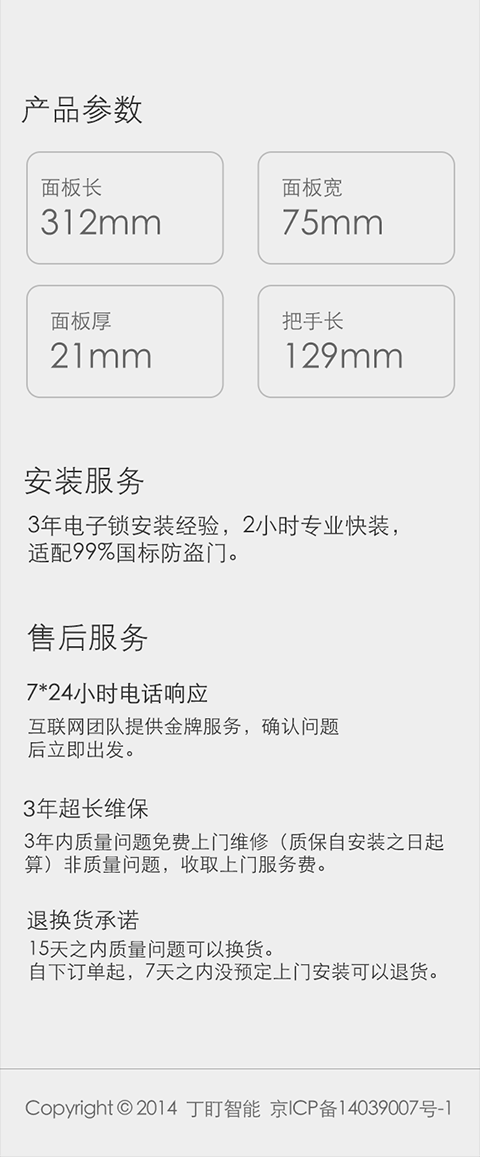 产品参数
面板长
312mm
面板宽
75mm
面板厚
21mm
把手长
129mm
安装服务
3年电子锁安装经验，2小时专业快装，
适配99%国标防盗门。
售后服务
7*24小时电话响应
互联网团队提供金牌服务，确认问题
后立即出发。
3年超长维保
3年内质量问题免费上门维修（质保自安装之日起
算）非质量问题，收取上门服务费。
退换货承诺
15天之内质量问题可以换货。
自下订单起，7天之内没预定上门安装可以退货。
Copyright © 2014 丁盯智能 京ICP备14039007号-1